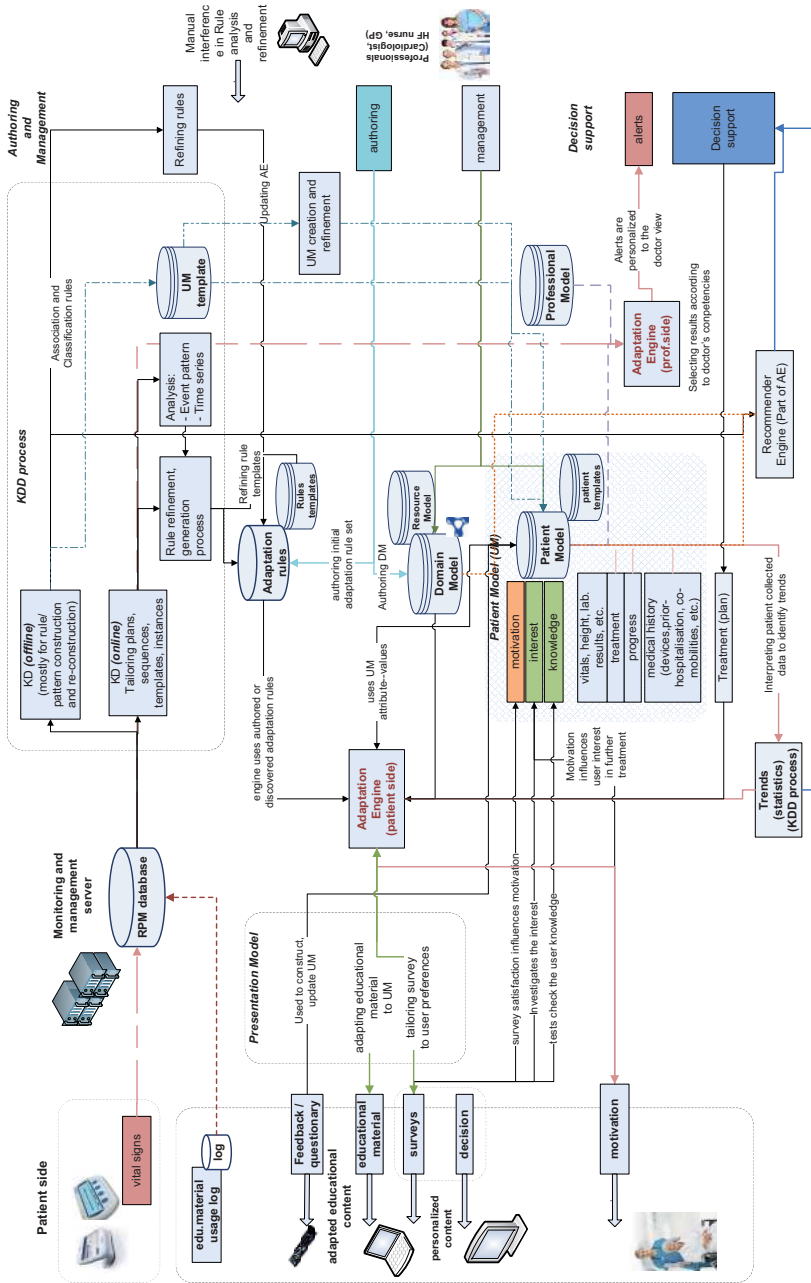 Patient side
vital signs
edu.material
usage log
log
Feedback /
questionary
adapted educational
content
educational
material
surveys
personalized
content
decision
motivation
Monitoring and
management
server
RPM database
Presentation Model
Used to construct,
update UM
adapting educational
material
to UM
tailoring survey
to user preferences
survey satisfaction influences motivation
Investigates the interest
tests check the user knowledge
KDD process
KD (offline)
(mostly for rule/
pattern construction
and re-construction)
KD (online)
Tailoring plans,
sequences,
templates, instances
Association and
Classification rules
Analysis:
- Event pattern
- Time series
Rule refinement,
generation
process
UM
template
Refining rule
templates
Rules
templates
Adaptation
rules
engine uses authored or
discovered adaptation rules
Adaptation
Engine
(patient side)
uses UM
attribute--values
authoring initial
adaptation rule set
Authoring DM
Domain
Model
Resource
Model
Patient Model (UM)
motivation
interest
knowledge
Patient
Model
patient
templates
vitals, height, lab.
results, etc.
treatment
progress
medical history
(devices,prior-
hospitalisation, co-
mobilities, etc.)
Motivation
influences
user interest
in further
treatment
Treatment (plan)
Interpreting patient collected
data to identify trends
Trends
(statistics)
(KDD process)
Authoring
and
Management
Refining rules
Manual
interferenc
e in Rule
analysis
and
refinement
Updating AE
UM creation and
refinement
authoring
Professionals
(Cardiologist,
HF nurse, GP)
management
Professional
Model
Decision
support
Adaptation
Engine
(prof.side)
Alerts are
personalized
to the
doctor view
alerts
Selecting results according
to doctor's competencies
Recommender
Engine (Part of AE)
Decision
support